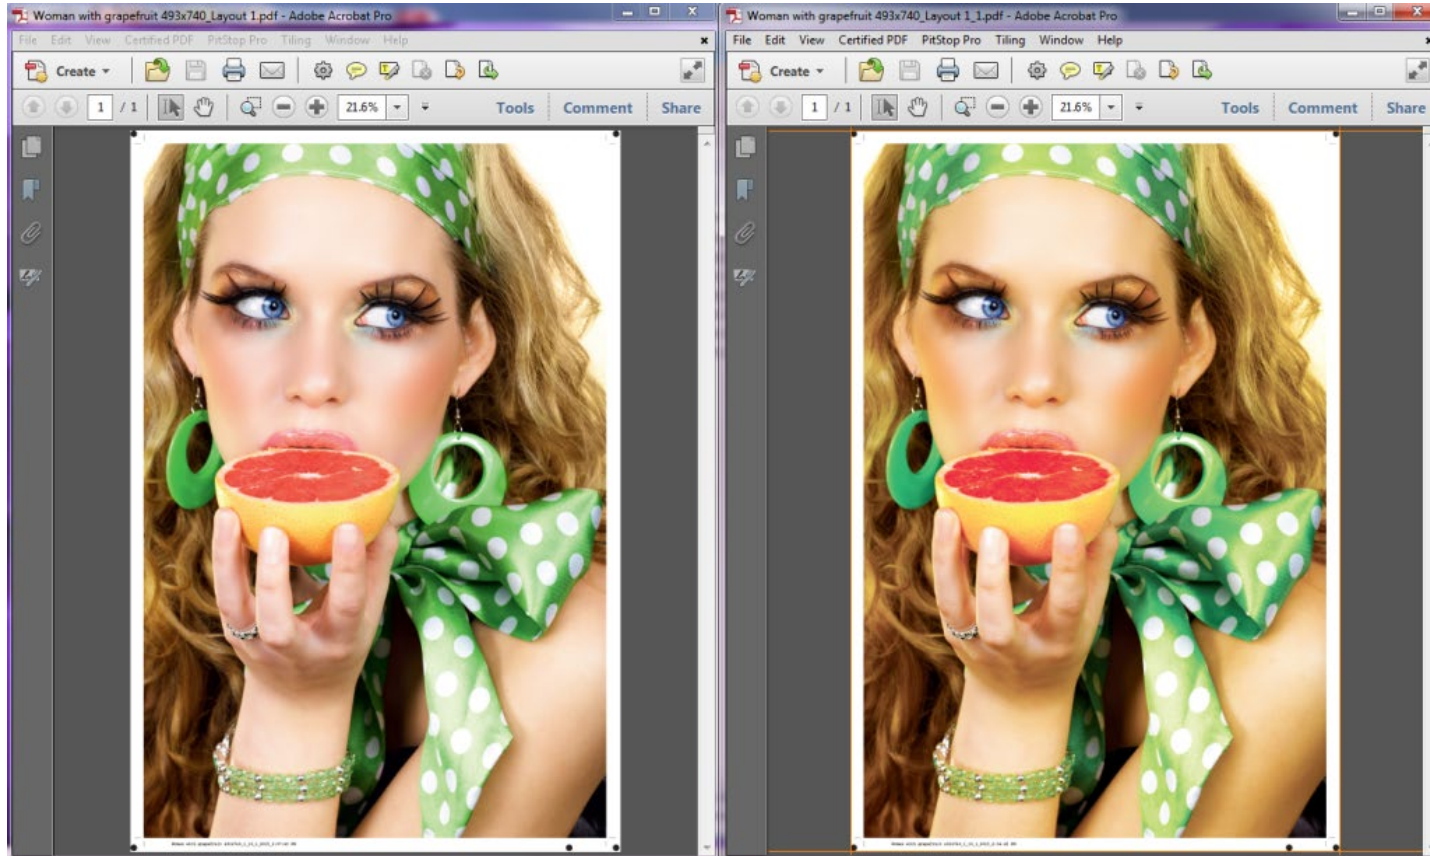 Woman with grapefruit 493x740_Layout 1.pdf - Adobe Acrobat Pro
File Edit View Certified PDF PitStop Pro Tiling Window Help
Create
1 / 1 21.6% Tools Comment Share
Woman with grapefruit 493x740_Layout 1_1.pdf - Adobe Acrobat Pro
File Edit View Certified PDF PitStop Pro Tiling Window Help
Create
1 / 1 21.6% Tools Comment Share